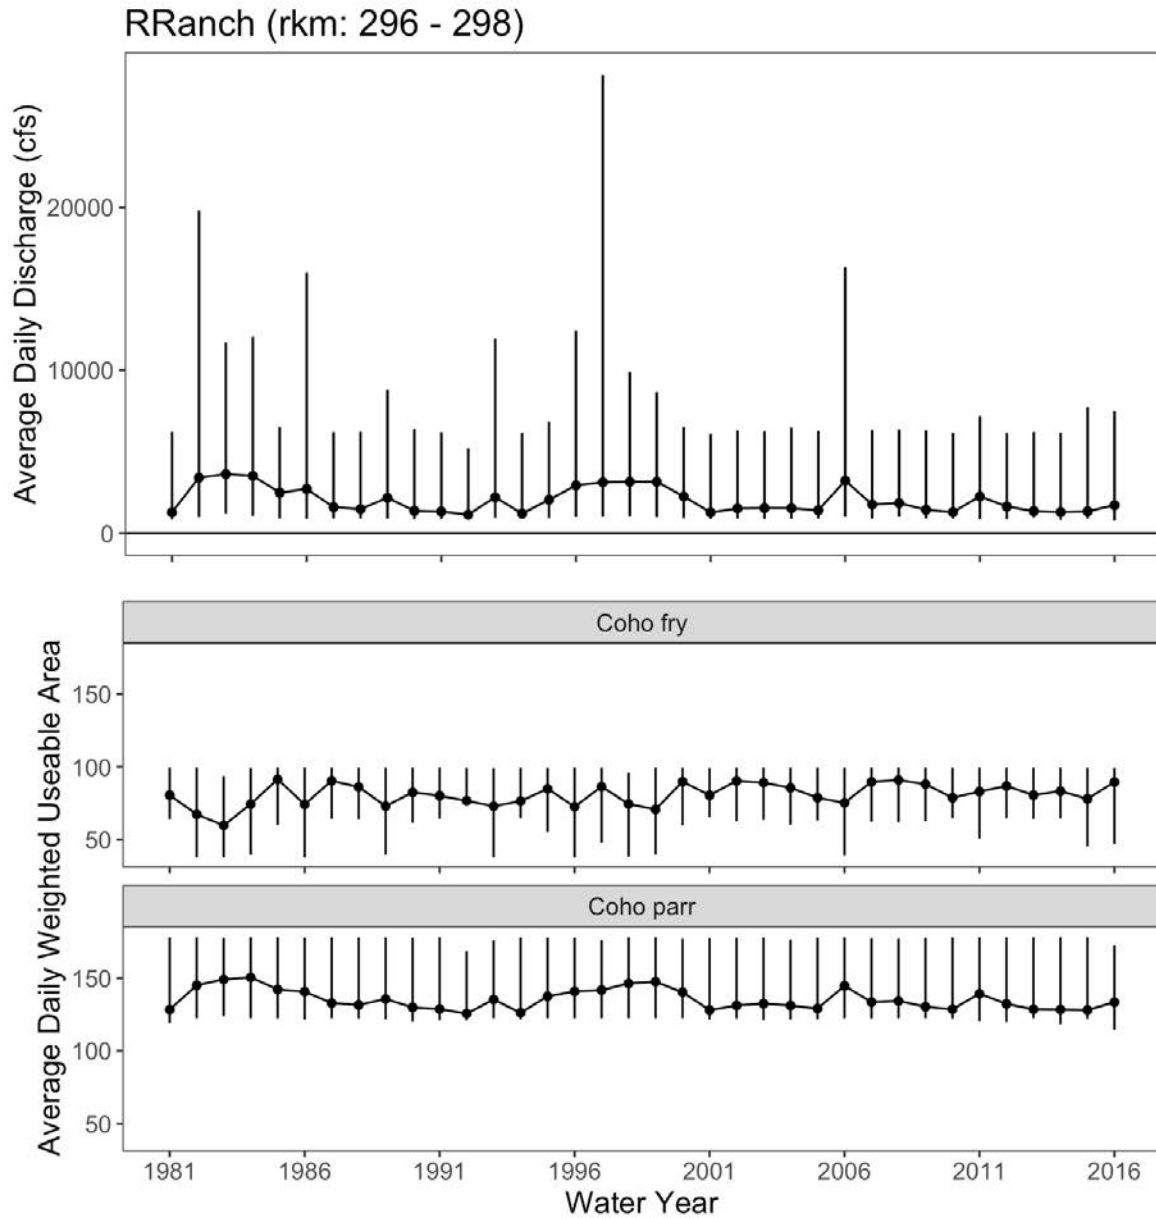 RRanch (rkm: 296 - 298)
Average Daily Discharge (cfs)
20000
10000
0
Average Daily Weighted Useable Area
Coho fry
150
100
50
Coho parr
150
100
50
1981 1986 1991 1996 2001 2006 2011 2016
Water Year